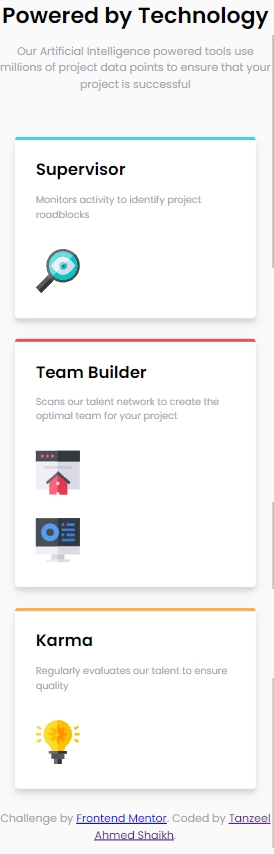 Powered by Technology
Our Artificial Intelligence powered tools use
millions of project data points to ensure that your
project is successful
Supervisor
Monitors activity to identify project
roadblocks
Team Builder
Scans our talent network to create the
optimal team for your project
Karma
Regularly evaluates our talent to ensure
quality
Challenge by Frontend Mentor. Coded by Tanzeel
Ahmed Shaikh.